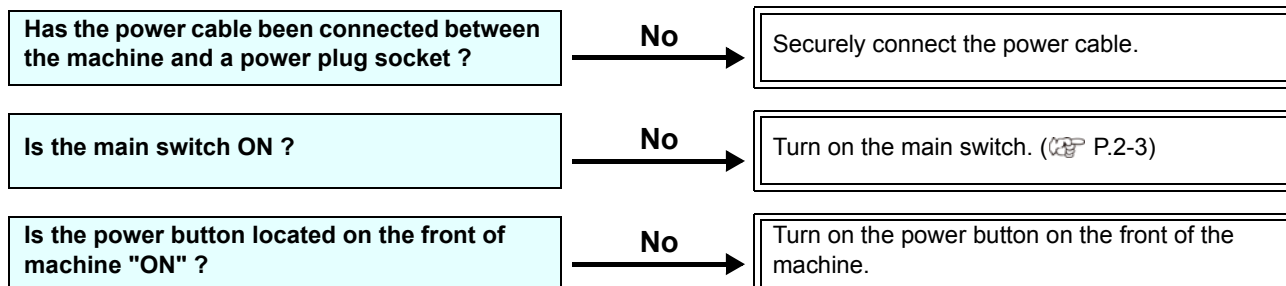 Has the power cable been connected between
the machine and a power plug socket ?
No
Securely connect the power cable.
Is the main switch ON ?
No
Turn on the main switch. (☞ P.2-3)
Is the power button located on the front of
machine "ON" ?
No
Turn on the power button on the front of the
machine.